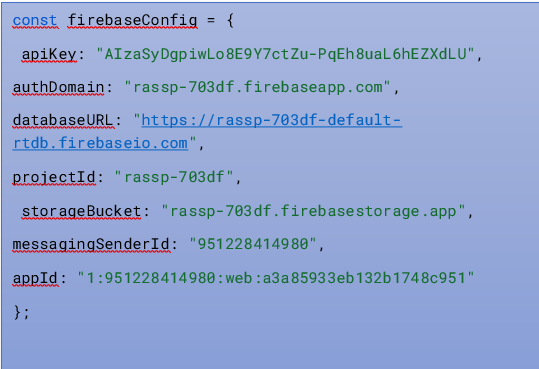 const firebaseConfig = {
apiKey: "AIzaSyDgpiwLo8E9Y7ctZu-PqEh8uaL6hEZXdLU",
authDomain: "rassp-703df.firebaseapp.com",
databaseURL: "https://rassp-703df-default-
rtdb.firebaseio.com",
projectId: "rassp-703df",
storageBucket: "rassp-703df.firebasestorage.app",
messagingSenderId: "951228414980",
appId: "1:951228414980:web:a3a85933eb132b1748c951"
};